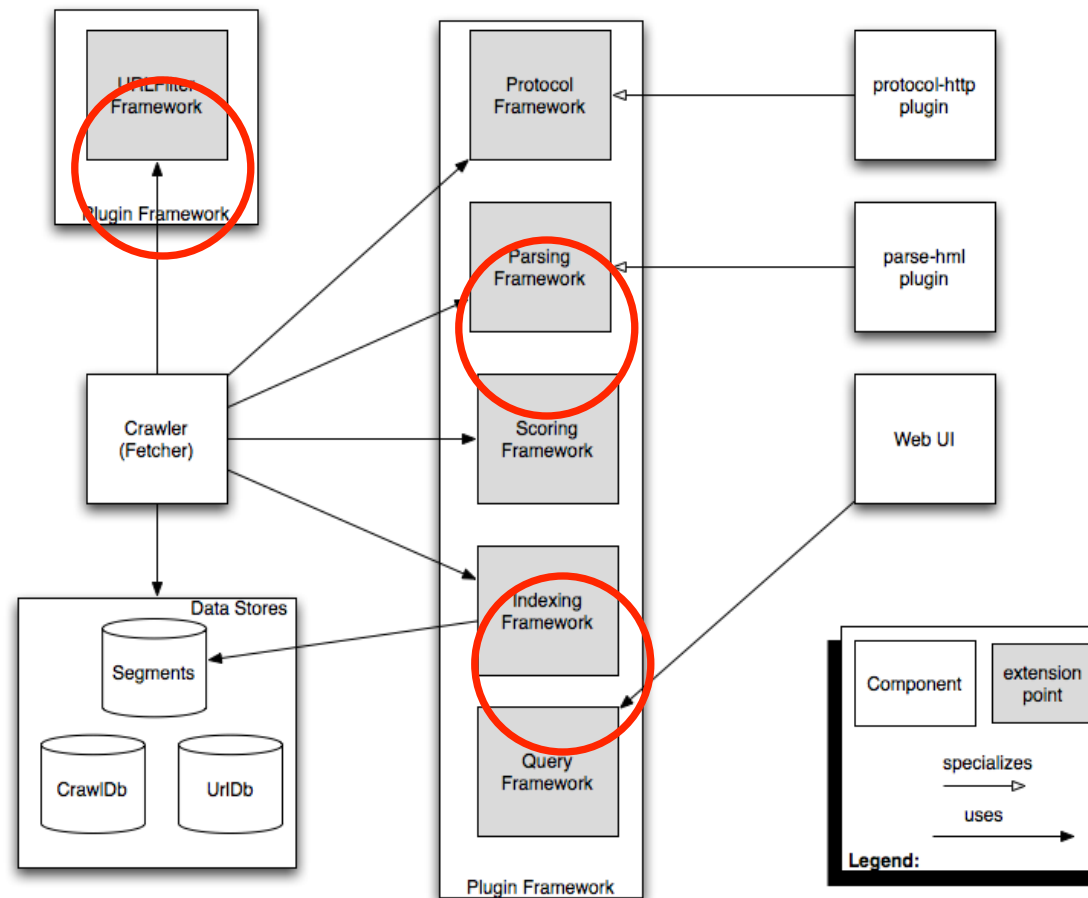 URLFilter
Framework
Plugin Framework
Protocol
Framework
protocol-http
plugin
Parsing
Framework
parse-hml
plugin
Crawler
(Fetcher)
Scoring
Framework
Web UI
Indexing
Framework
Data Stores
Segments
CrawlDb
UrlDb
Query
Framework
Plugin Framework
Component
extension
point
specializes
uses
Legend: